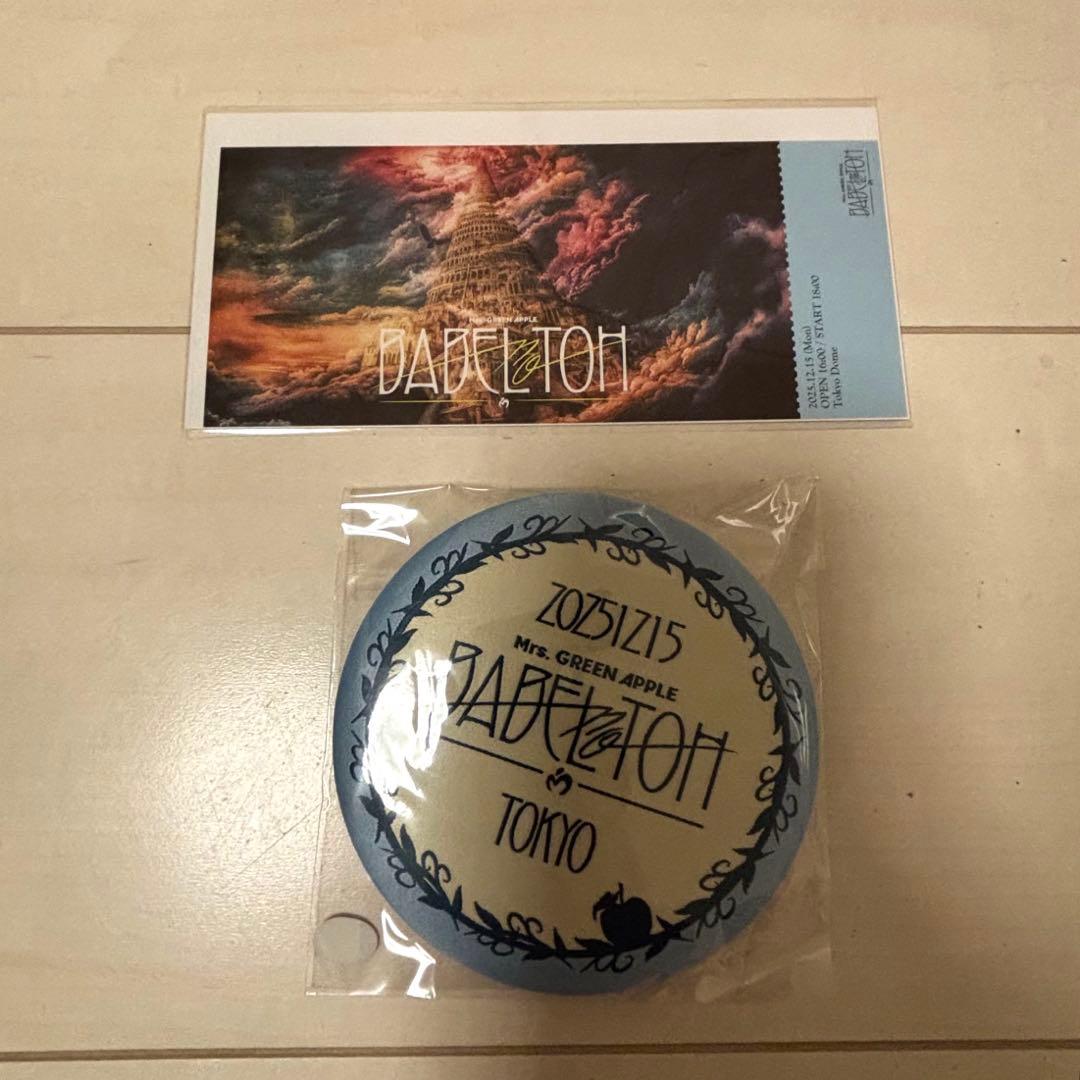 Mrs. GREEN APPLE
BABEL no TOH
BABEL no TOH
2025.12.15 (Mon)
OPEN 16:00 / START 18:00
Tokyo Dome
20251215
Mrs. GREEN APPLE
BABEL no TOH
TOKYO